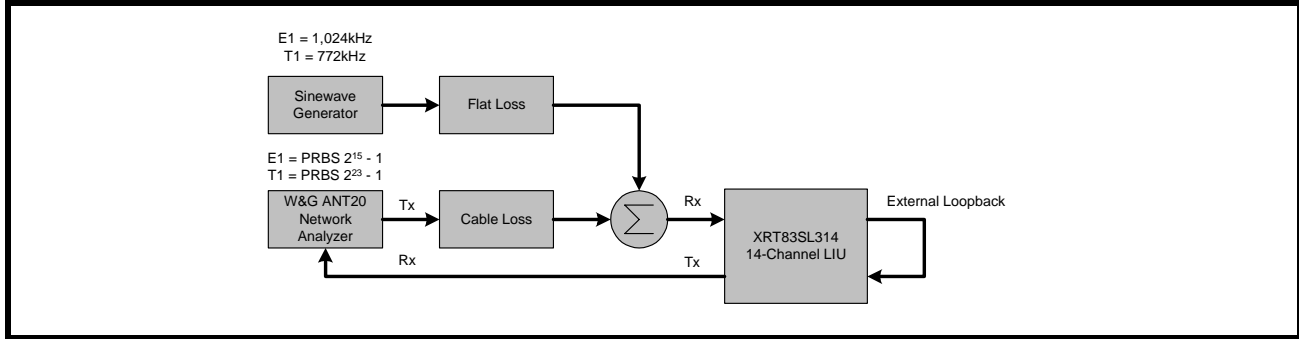 E1 = 1,024kHz
T1 = 772kHz
Sinewave
Generator
Flat Loss
E1 = PRBS 2¹⁵ - 1
T1 = PRBS 2²³ - 1
W&G ANT20
Network
Analyzer
Tx
Cable Loss
Σ
Rx
XRT83SL314
14-Channel LIU
External Loopback
Rx
Tx